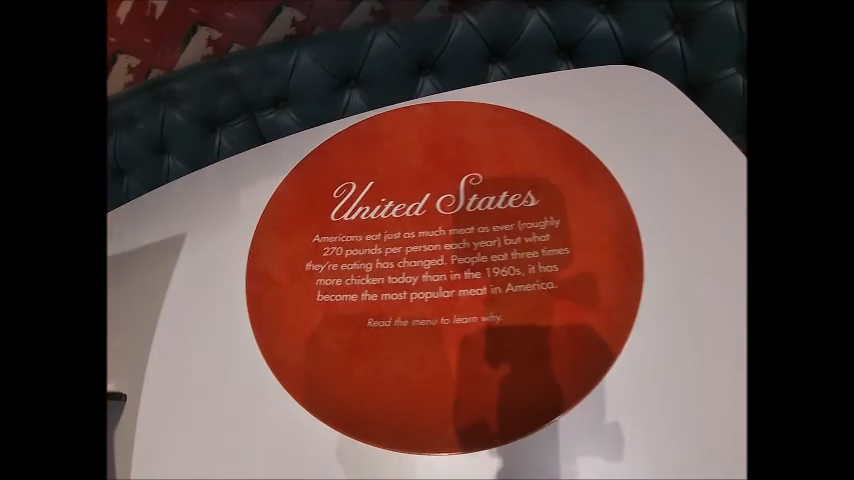 United States
Americans eat just as much meat as ever (roughly
270 pounds per person each year) but what
they're eating has changed. People eat three times
more chicken today than in the 1960s, it has
become the most popular meat in America.
Read the menu to learn why.